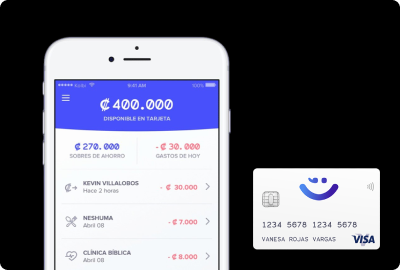 9:41 AM
100%
₡ 400.000
DISPONIBLE EN TARJETA
₡ 270.000
SOBRES DE AHORRO
- ₡ 30.000
GASTOS DE HOY
KEVIN VILLALOBOS
Hace 2 horas
- ₡ 30.000
NESHUMA
Abril 08
- ₡ 7.000
CLÍNICA BÍBLICA
Abril 08
- ₡ 8.000
1234 5678 1234 5678
VANESA ROJAS VARGAS
VISA